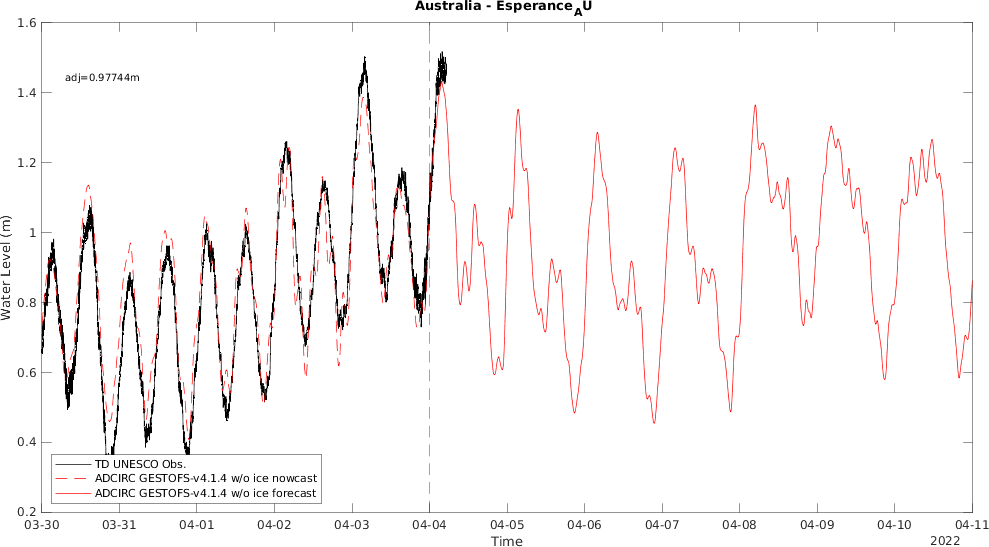 Australia - Esperance_AU
adj=0.97744m
Water Level (m)
1.6
1.4
1.2
1
0.8
0.6
0.4
0.2
TD UNESCO Obs.
ADCIRC GESTOFS-v4.1.4 w/o ice nowcast
ADCIRC GESTOFS-v4.1.4 w/o ice forecast
03-30 03-31 04-01 04-02 04-03 04-04 04-05 04-06 04-07 04-08 04-09 04-10 04-11
Time
2022